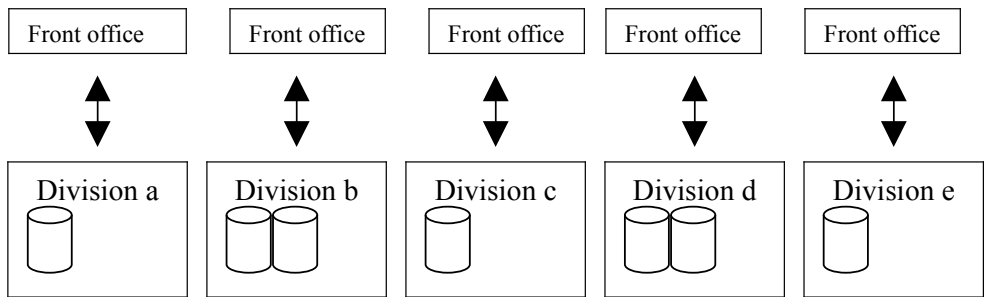 Front office
Front office
Front office
Front office
Front office
Division a
Division b
Division c
Division d
Division e